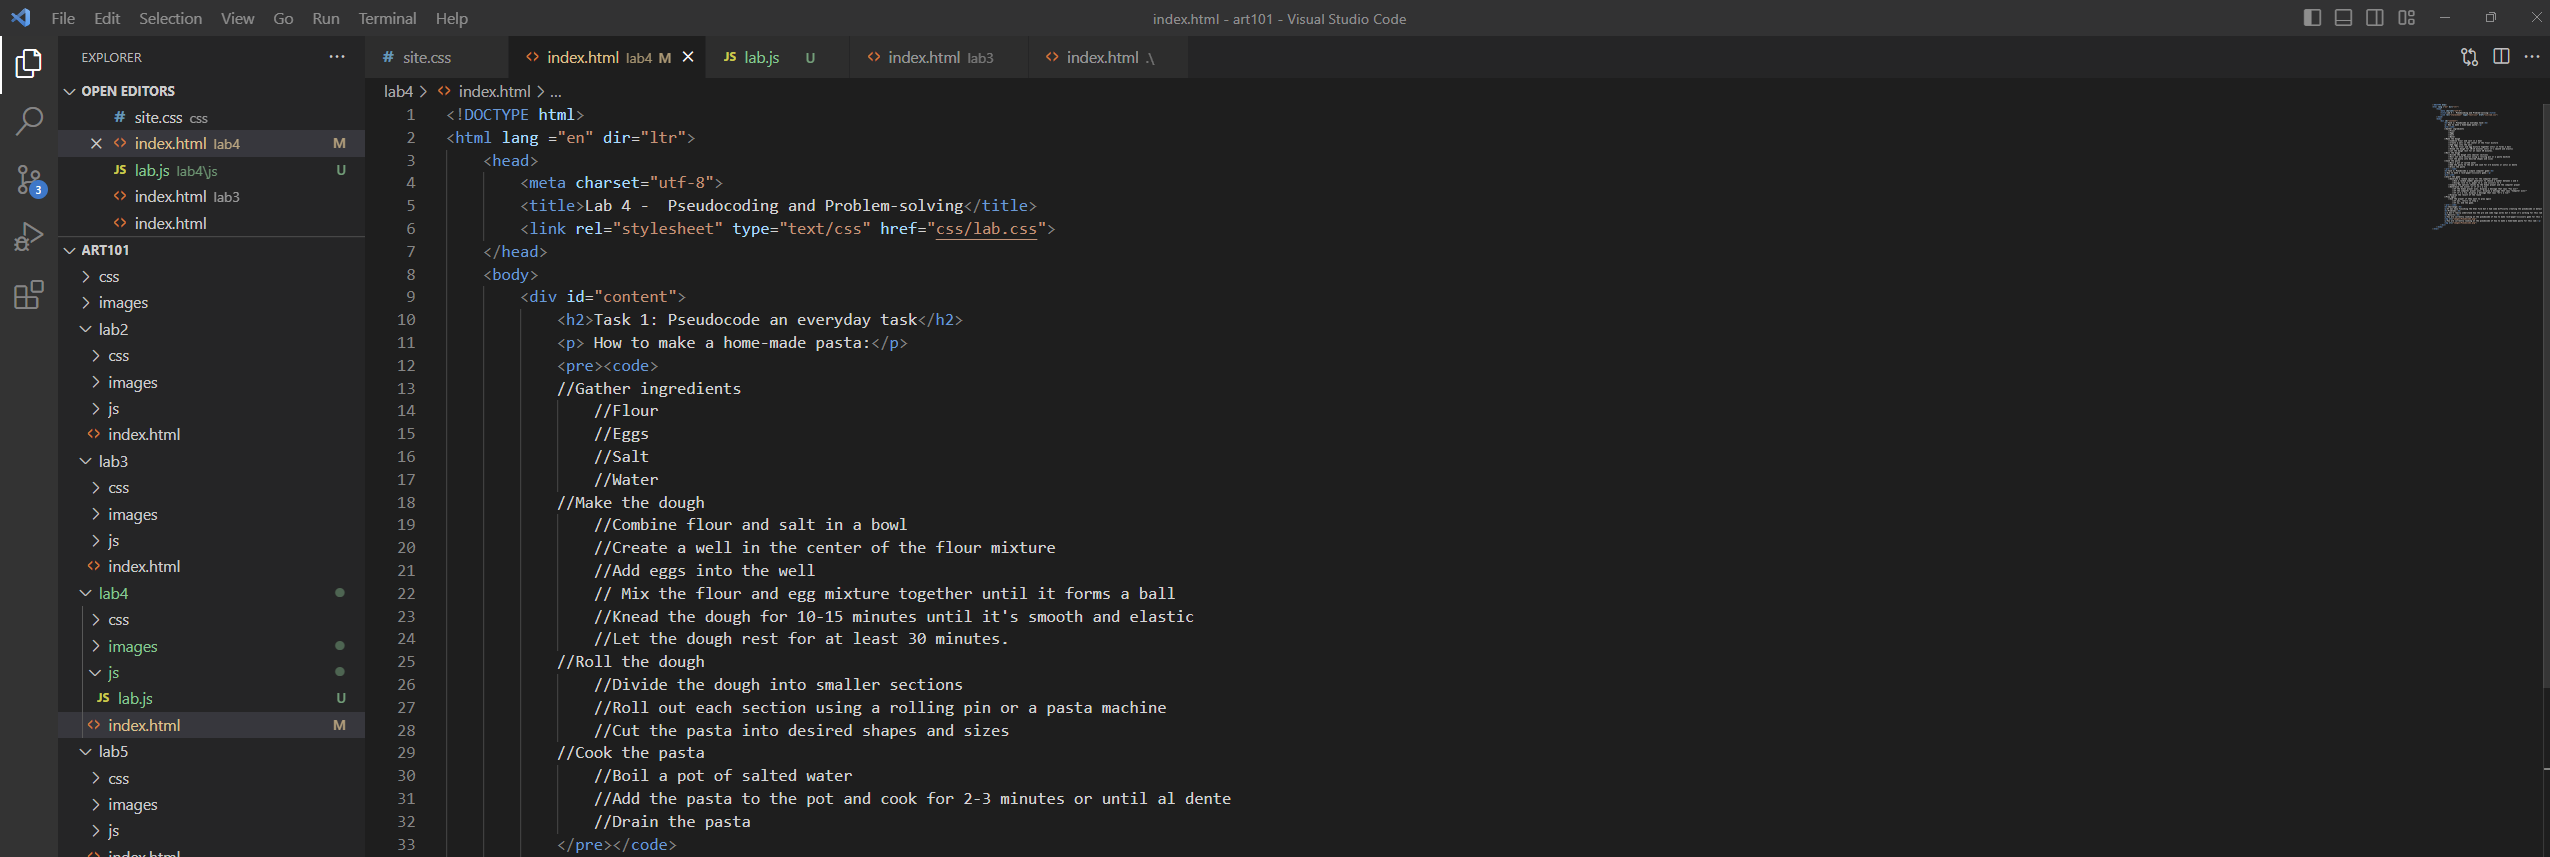 File Edit Selection View Go Run Terminal Help
index.html - art101 - Visual Studio Code
EXPLORER
OPEN EDITORS
# site.css css
index.html lab4 M
JS lab.js lab4\js U
index.html lab3
index.html
ART101
css
images
lab2
css
images
js
index.html
lab3
css
images
js
index.html
lab4
css
images
js
JS lab.js U
index.html M
lab5
css
images
js
index.html
3
# site.css
index.html lab4 M
JS lab.js U
index.html lab3
index.html .\
lab4 > index.html > ...
1 <!DOCTYPE html>
2 <html lang ="en" dir="ltr">
3 <head>
4 <meta charset="utf-8">
5 <title>Lab 4 -  Pseudocoding and Problem-solving</title>
6 <link rel="stylesheet" type="text/css" href="css/lab.css">
7 </head>
8 <body>
9 <div id="content">
10 <h2>Task 1: Pseudocode an everyday task</h2>
11 <p> How to make a home-made pasta:</p>
12 <pre><code>
13 //Gather ingredients
14 //Flour
15 //Eggs
16 //Salt
17 //Water
18 //Make the dough
19 //Combine flour and salt in a bowl
20 //Create a well in the center of the flour mixture
21 //Add eggs into the well
22 // Mix the flour and egg mixture together until it forms a ball
23 //Knead the dough for 10-15 minutes until it's smooth and elastic
24 //Let the dough rest for at least 30 minutes.
25 //Roll the dough
26 //Divide the dough into smaller sections
27 //Roll out each section using a rolling pin or a pasta machine
28 //Cut the pasta into desired shapes and sizes
29 //Cook the pasta
30 //Boil a pot of salted water
31 //Add the pasta to the pot and cook for 2-3 minutes or until al dente
32 //Drain the pasta
33 </pre></code>